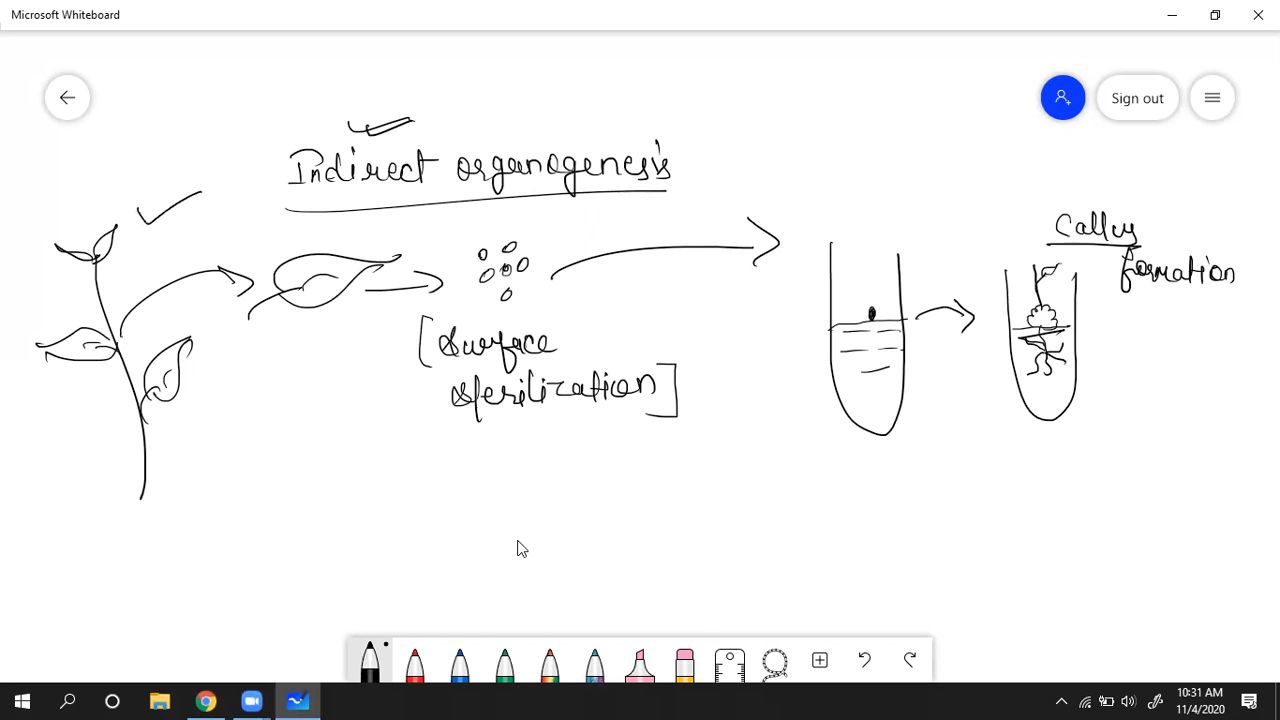 Microsoft Whiteboard
Sign out
Indirect organogenesis
Callus
formation
[Surface
sterilization]
10:31 AM
11/4/2020